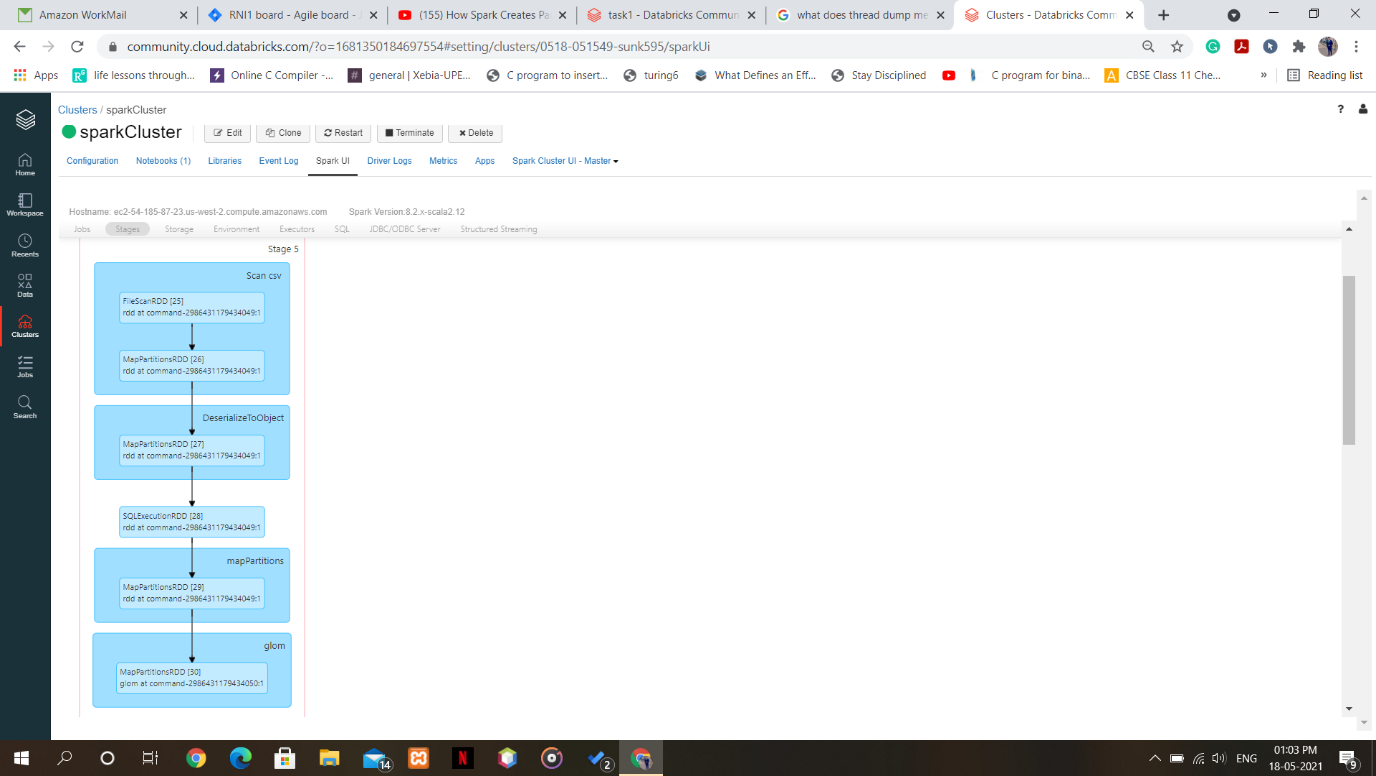 Amazon WorkMail
RNI1 board - Agile board -
(155) How Spark Creates Pa
task1 - Databricks Commun
what does thread dump me
Clusters - Databricks Comm
community.cloud.databricks.com/?o=1681350184697554#setting/clusters/0518-051549-sunk595/sparkUi
Apps
life lessons through...
Online C Compiler -...
general | Xebia-UPE...
C program to insert...
turing6
What Defines an Eff...
Stay Disciplined
C program for bina...
CBSE Class 11 Che...
»
Reading list
Clusters / sparkCluster
?
sparkCluster
Edit
Clone
Restart
Terminate
Delete
Configuration
Notebooks (1)
Libraries
Event Log
Spark UI
Driver Logs
Metrics
Apps
Spark Cluster UI - Master
Home
Workspace
Recents
Data
Clusters
Jobs
Search
Hostname: ec2-54-185-87-23.us-west-2.compute.amazonaws.com
Spark Version:8.2.x-scala2.12
Jobs
Stages
Storage
Environment
Executors
SQL
JDBC/ODBC Server
Structured Streaming
Stage 5
Scan csv
FileScanRDD [25]
rdd at command-2986431179434049:1
MapPartitionsRDD [26]
rdd at command-2986431179434049:1
DeserializeToObject
MapPartitionsRDD [27]
rdd at command-2986431179434049:1
SQLExecutionRDD [28]
rdd at command-2986431179434049:1
mapPartitions
MapPartitionsRDD [29]
rdd at command-2986431179434049:1
glom
MapPartitionsRDD [30]
glom at command-2986431179434050:1
14
2
ENG
01:03 PM
18-05-2021
9